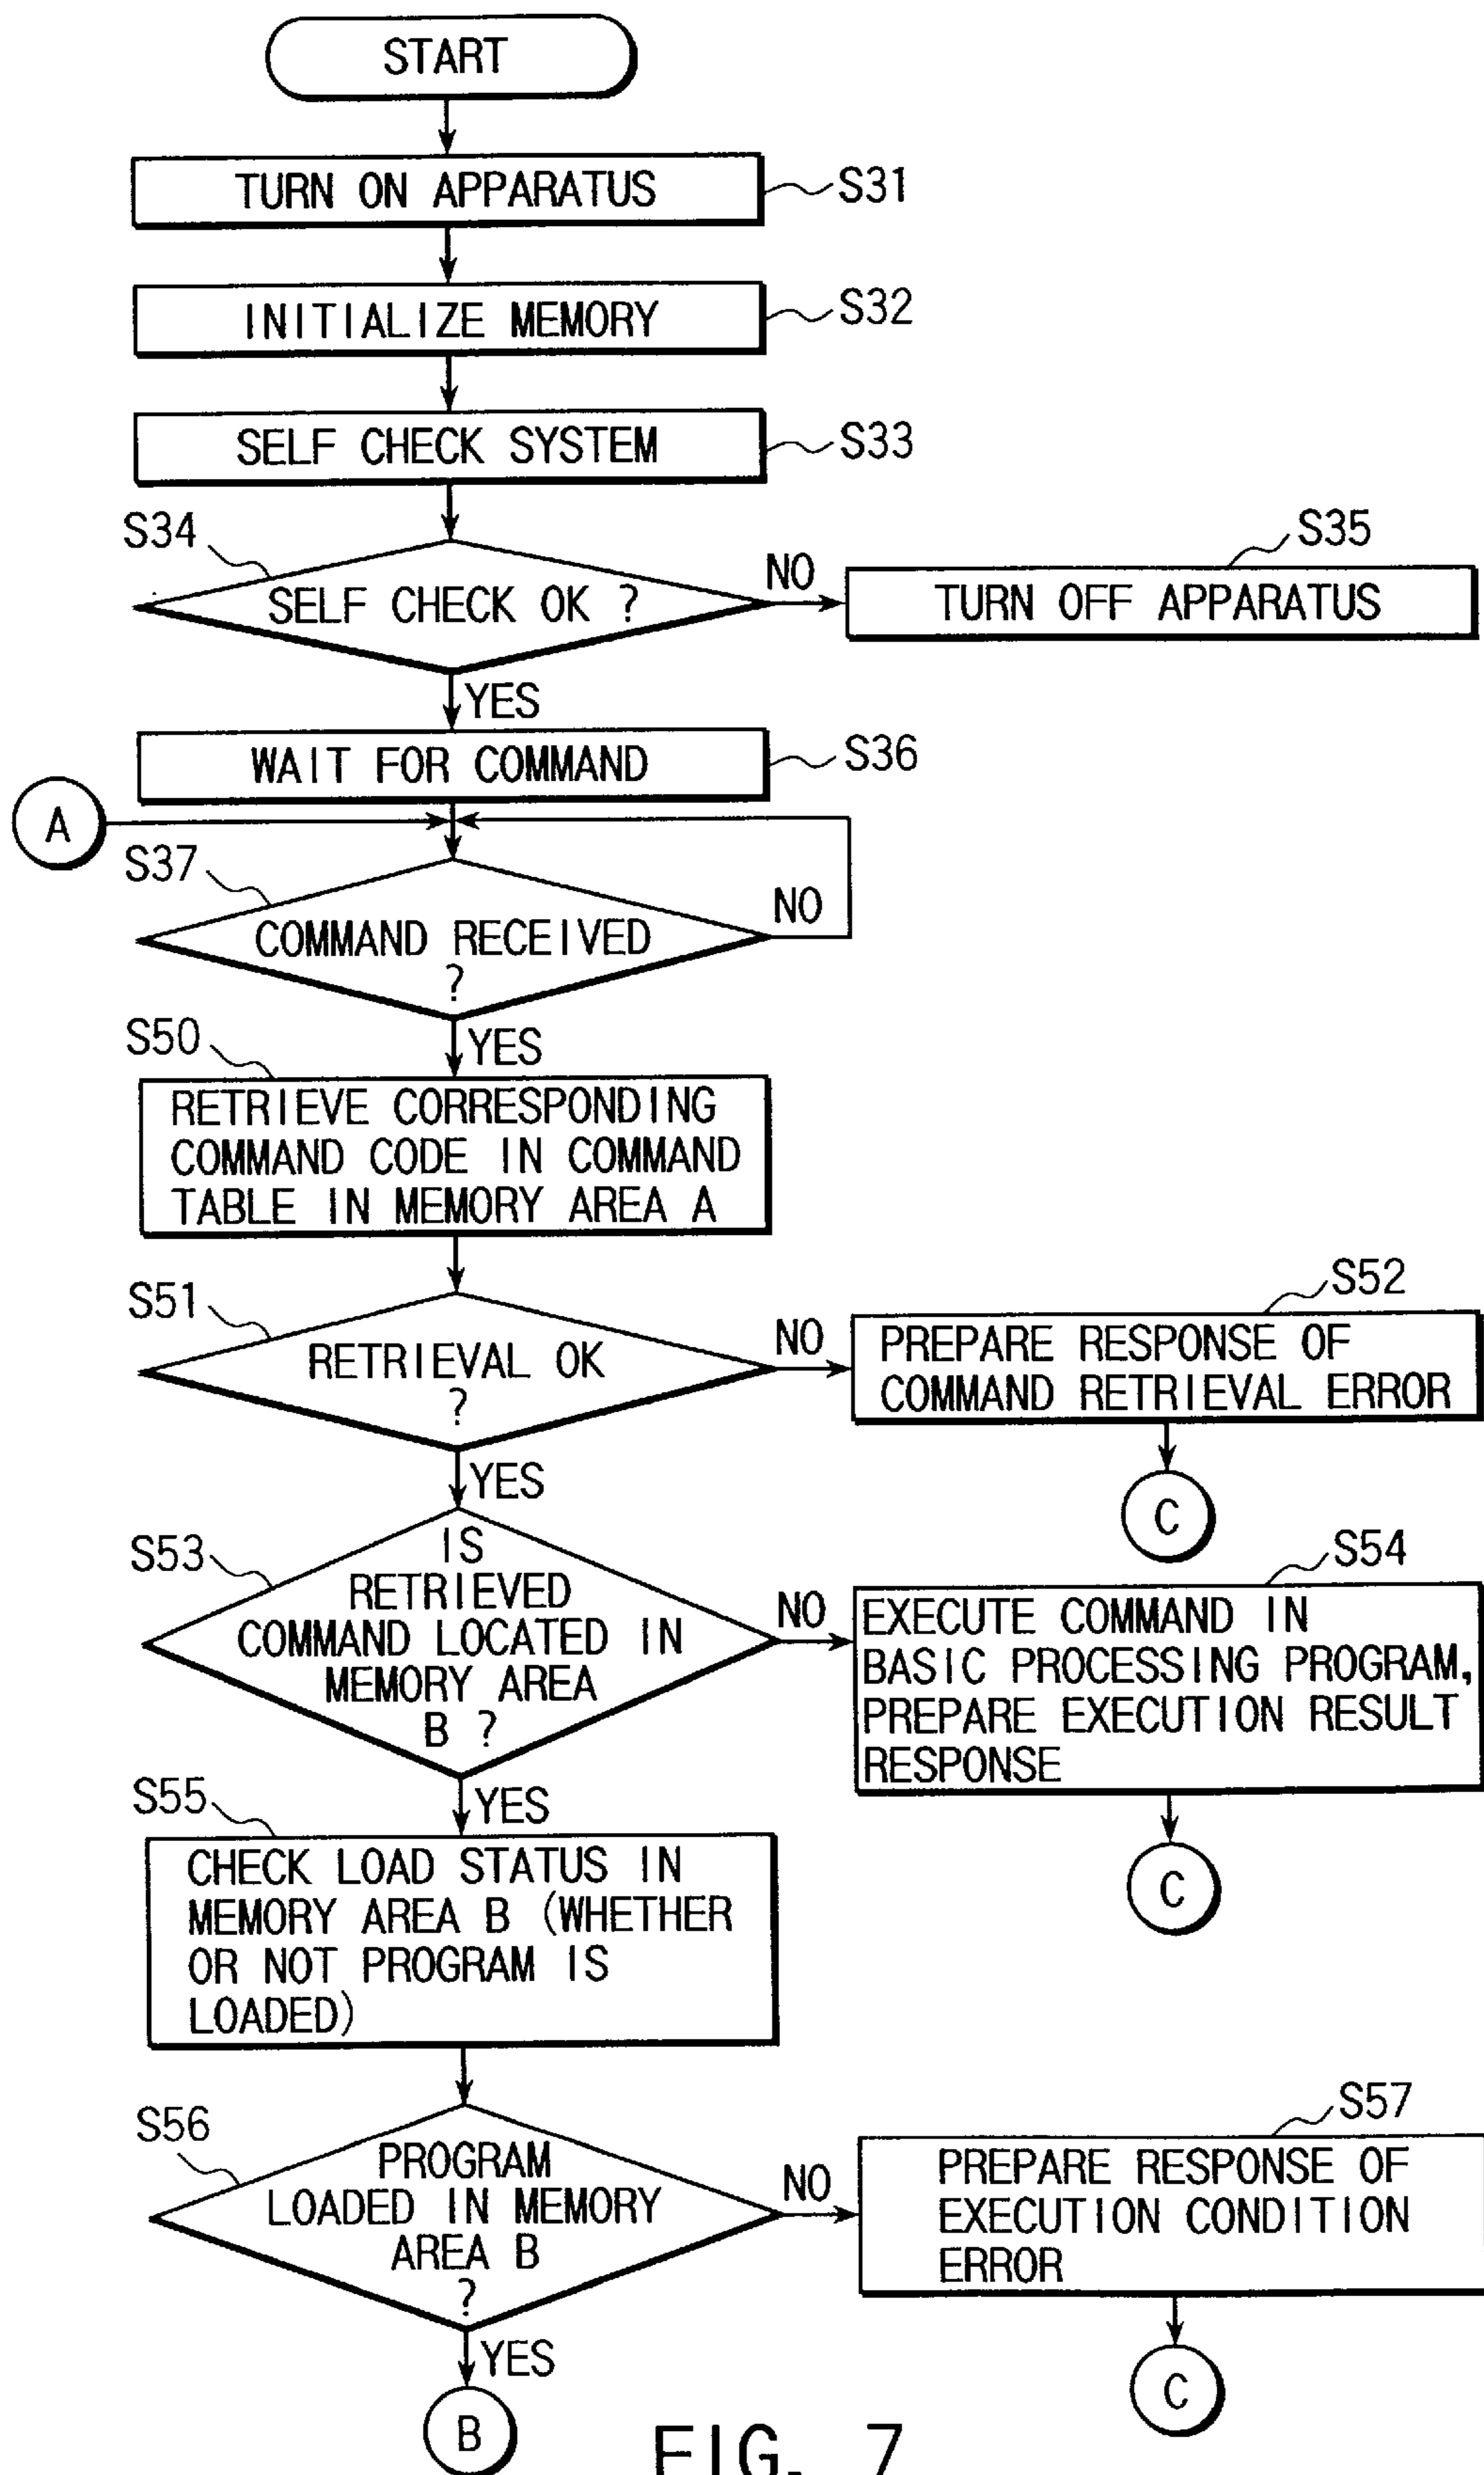 START
TURN ON APPARATUS
S31
INITIALIZE MEMORY
S32
SELF CHECK SYSTEM
S33
S34
SELF CHECK OK ?
NO
S35
TURN OFF APPARATUS
YES
WAIT FOR COMMAND
S36
A
S37
COMMAND RECEIVED
?
NO
YES
S50
RETRIEVE CORRESPONDING
COMMAND CODE IN COMMAND
TABLE IN MEMORY AREA A
S51
RETRIEVAL OK
?
NO
S52
PREPARE RESPONSE OF
COMMAND RETRIEVAL ERROR
C
YES
S53
IS
RETRIEVED
COMMAND LOCATED IN
MEMORY AREA
B ?
NO
S54
EXECUTE COMMAND IN
BASIC PROCESSING PROGRAM,
PREPARE EXECUTION RESULT
RESPONSE
C
YES
S55
CHECK LOAD STATUS IN
MEMORY AREA B (WHETHER
OR NOT PROGRAM IS
LOADED)
S56
PROGRAM
LOADED IN MEMORY
AREA B
?
NO
S57
PREPARE RESPONSE OF
EXECUTION CONDITION
ERROR
C
YES
B
FIG. 7